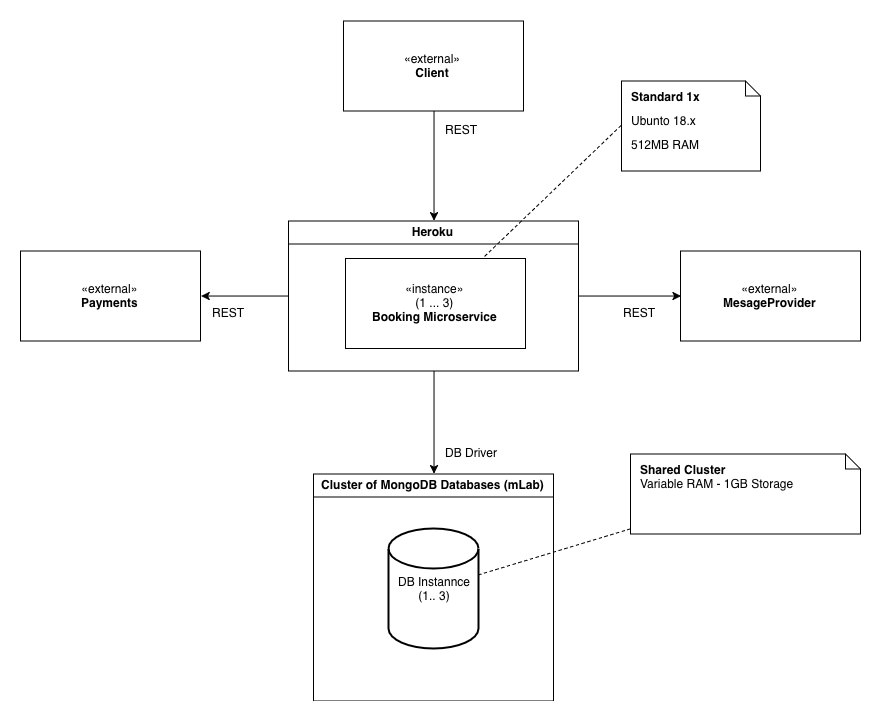 «external»
Client
REST
Standard 1x
Ubunto 18.x
512MB RAM
Heroku
«instance»
(1 ... 3)
Booking Microservice
«external»
Payments
REST
REST
«external»
MesageProvider
DB Driver
Cluster of MongoDB Databases (mLab)
DB Instannce
(1.. 3)
Shared Cluster
Variable RAM - 1GB Storage